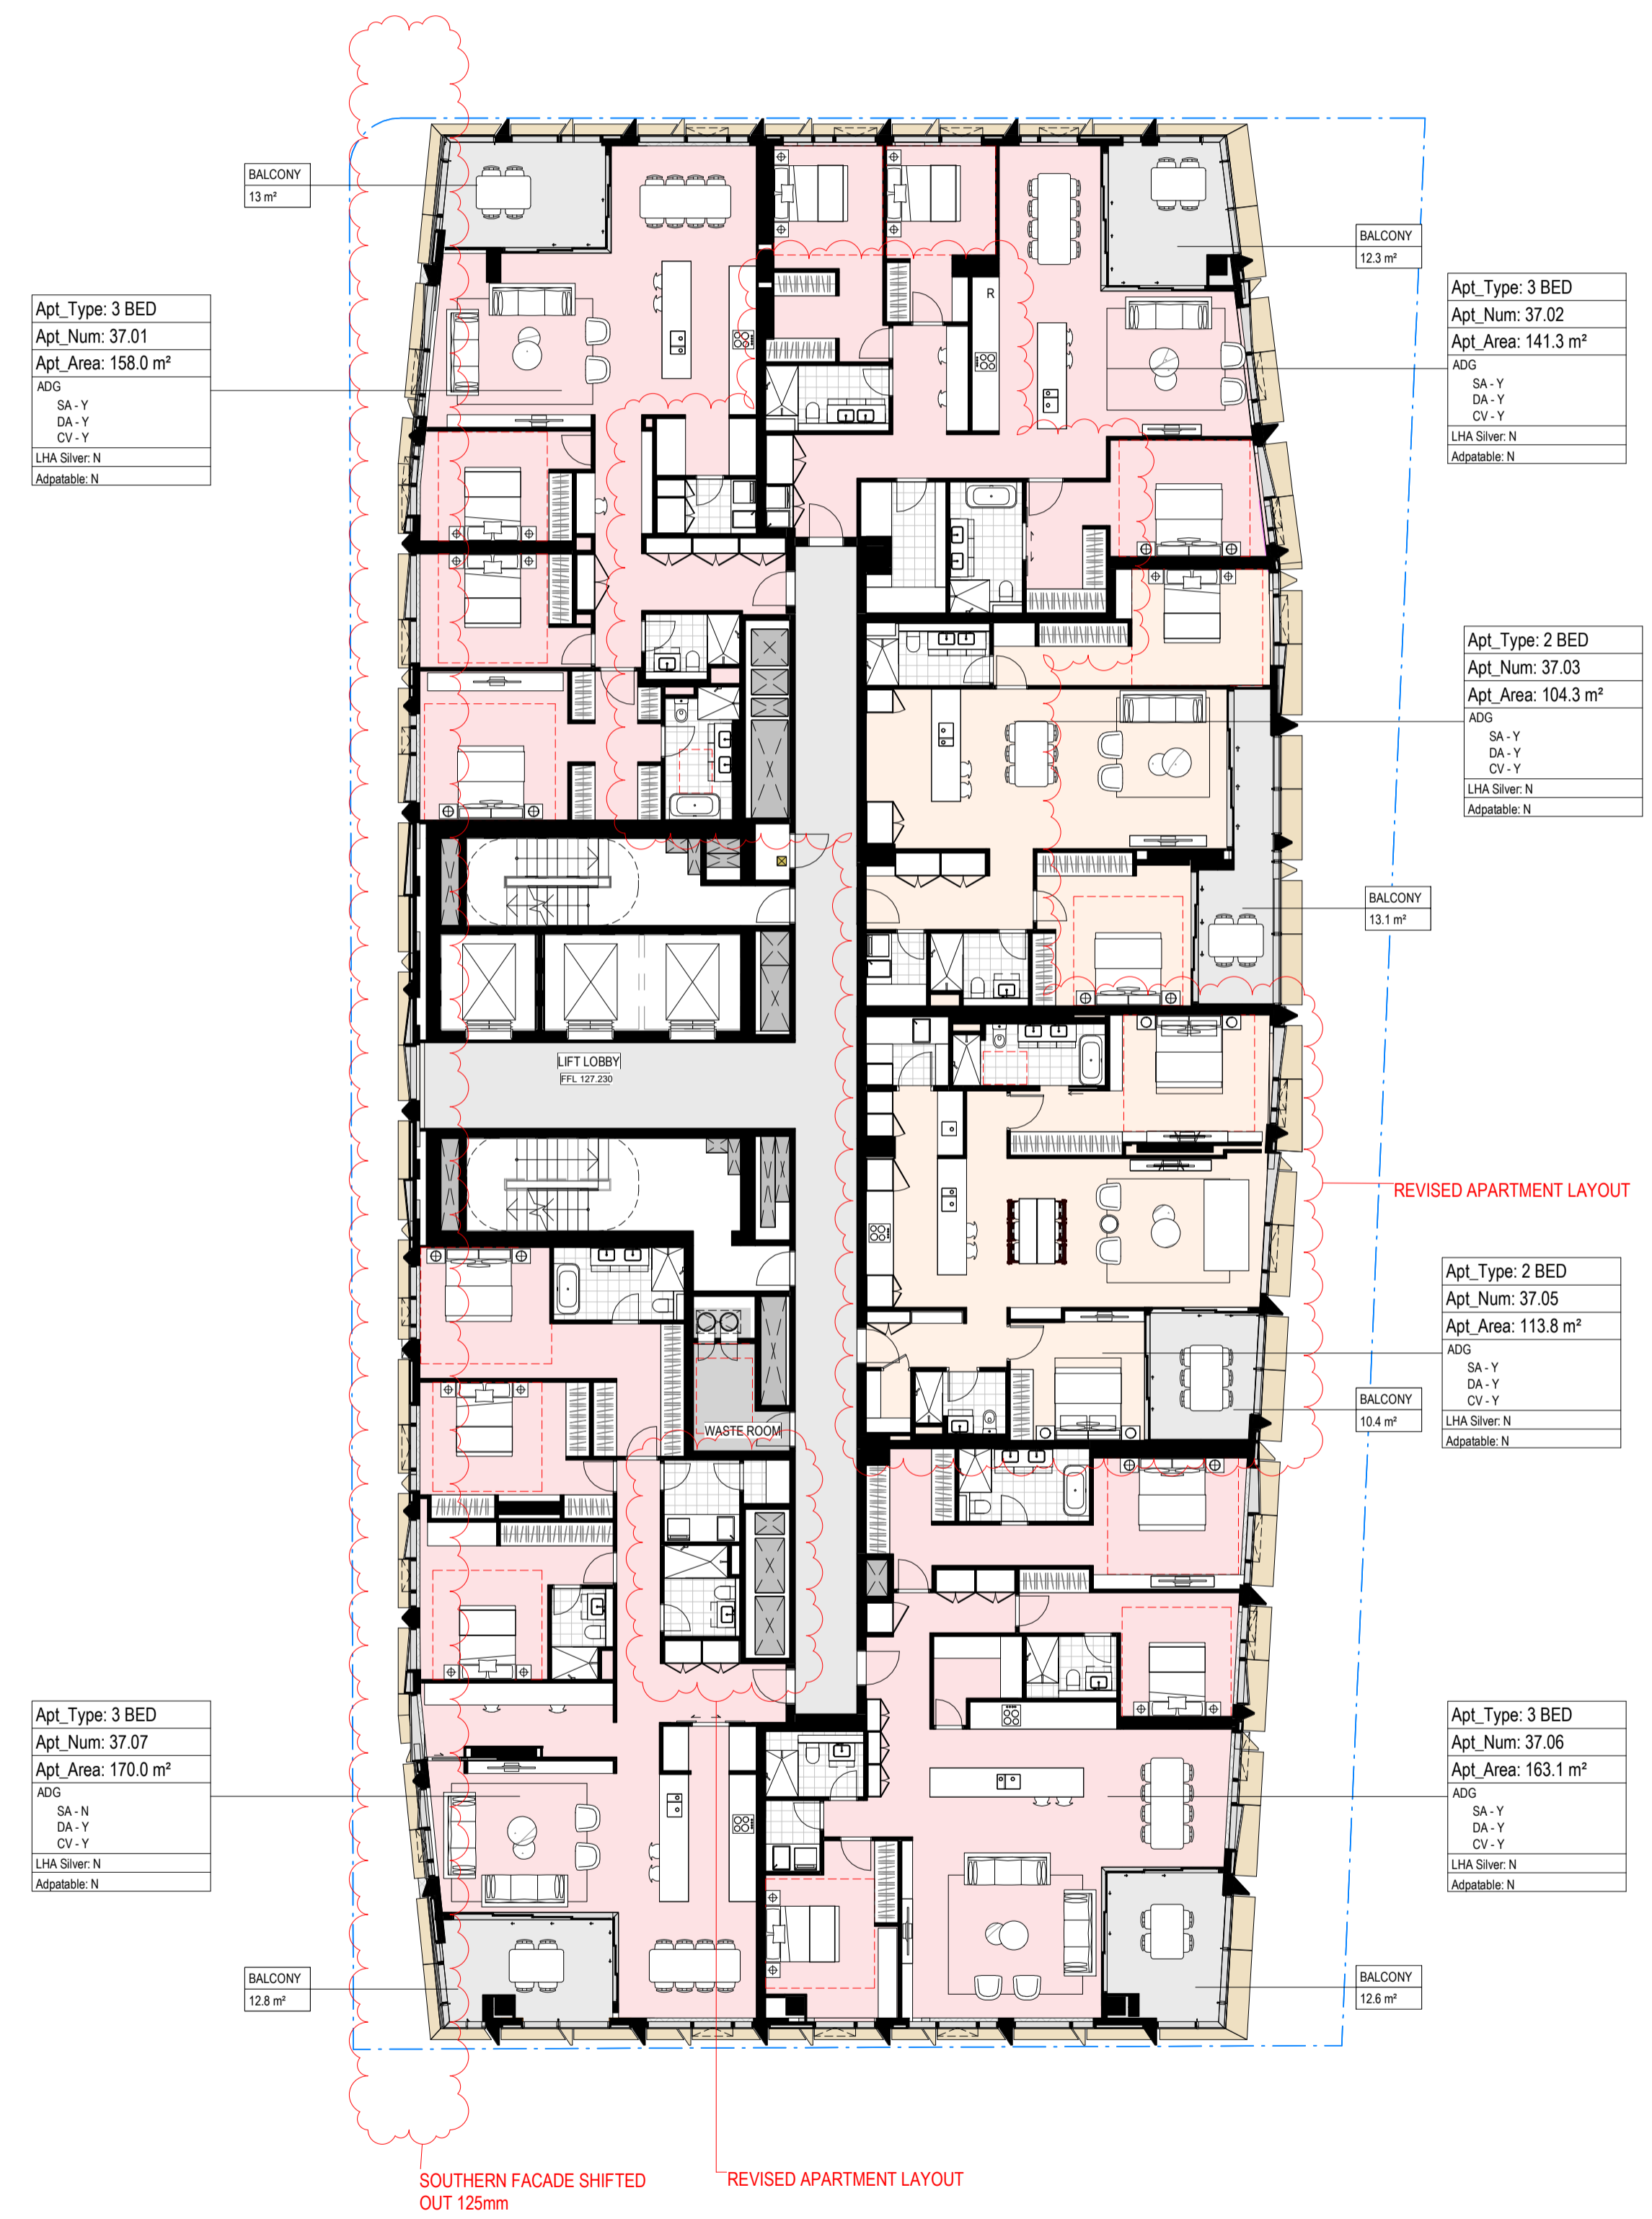 BALCONY
13 m²
BALCONY
12.3 m²
Apt_Type: 3 BED
Apt_Num: 37.01
Apt_Area: 158.0 m²
ADG
SA - Y
DA - Y
CV - Y
LHA Silver: N
Adpatable: N
Apt_Type: 3 BED
Apt_Num: 37.02
Apt_Area: 141.3 m²
ADG
SA - Y
DA - Y
CV - Y
LHA Silver: N
Adpatable: N
R
Apt_Type: 2 BED
Apt_Num: 37.03
Apt_Area: 104.3 m²
ADG
SA - Y
DA - Y
CV - Y
LHA Silver: N
Adpatable: N
BALCONY
13.1 m²
LIFT LOBBY
FFL 127.230
REVISED APARTMENT LAYOUT
Apt_Type: 2 BED
Apt_Num: 37.05
Apt_Area: 113.8 m²
ADG
SA - Y
DA - Y
CV - Y
LHA Silver: N
Adpatable: N
BALCONY
10.4 m²
WASTE ROOM
Apt_Type: 3 BED
Apt_Num: 37.07
Apt_Area: 170.0 m²
ADG
SA - N
DA - Y
CV - Y
LHA Silver: N
Adpatable: N
Apt_Type: 3 BED
Apt_Num: 37.06
Apt_Area: 163.1 m²
ADG
SA - Y
DA - Y
CV - Y
LHA Silver: N
Adpatable: N
BALCONY
12.8 m²
BALCONY
12.6 m²
SOUTHERN FACADE SHIFTED
OUT 125mm
REVISED APARTMENT LAYOUT